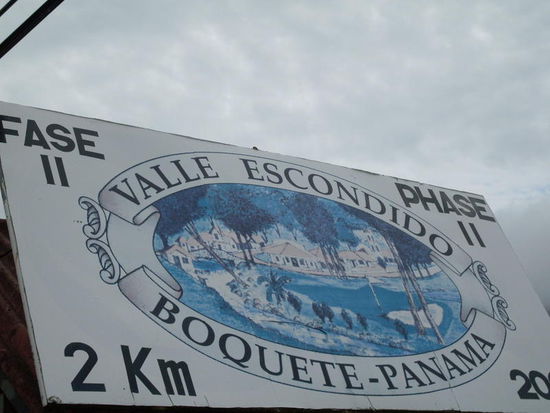 FASE
II
VALLE ESCONDIDO
PHASE
II
BOQUETE-PANAMA
2 Km